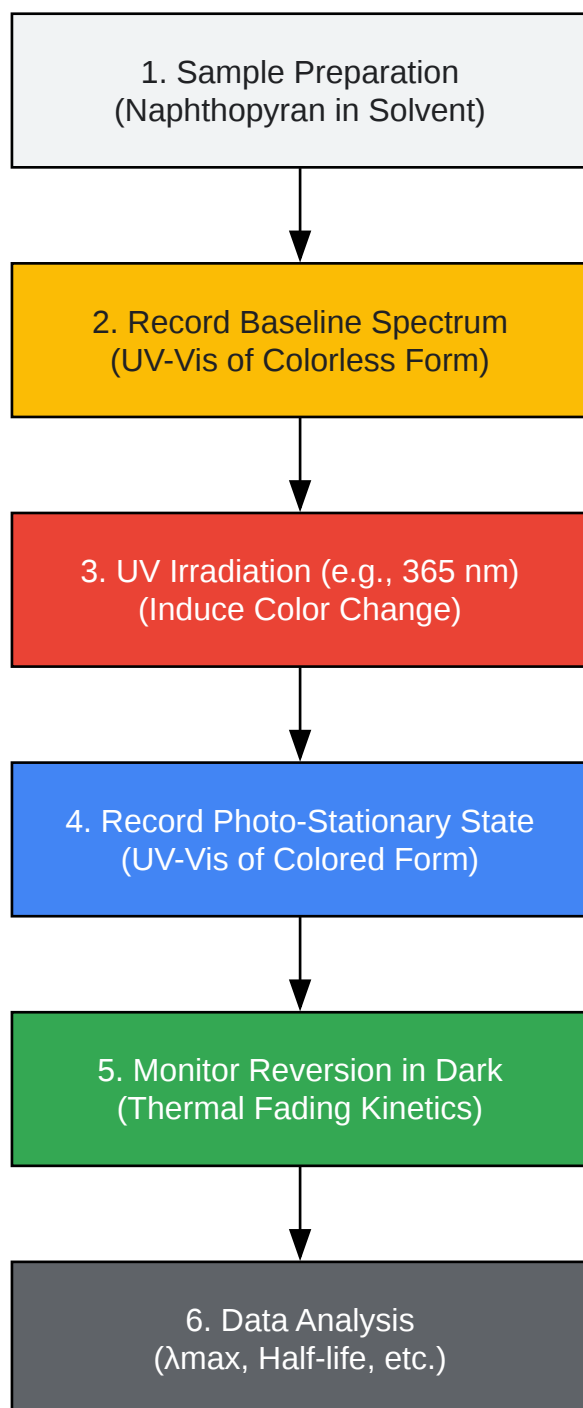 1. Sample Preparation
(Naphthopyran in Solvent)
2. Record Baseline Spectrum
(UV-Vis of Colorless Form)
3. UV Irradiation (e.g., 365 nm)
(Induce Color Change)
4. Record Photo-Stationary State
(UV-Vis of Colored Form)
5. Monitor Reversion in Dark
(Thermal Fading Kinetics)
6. Data Analysis
(λmax, Half-life, etc.)